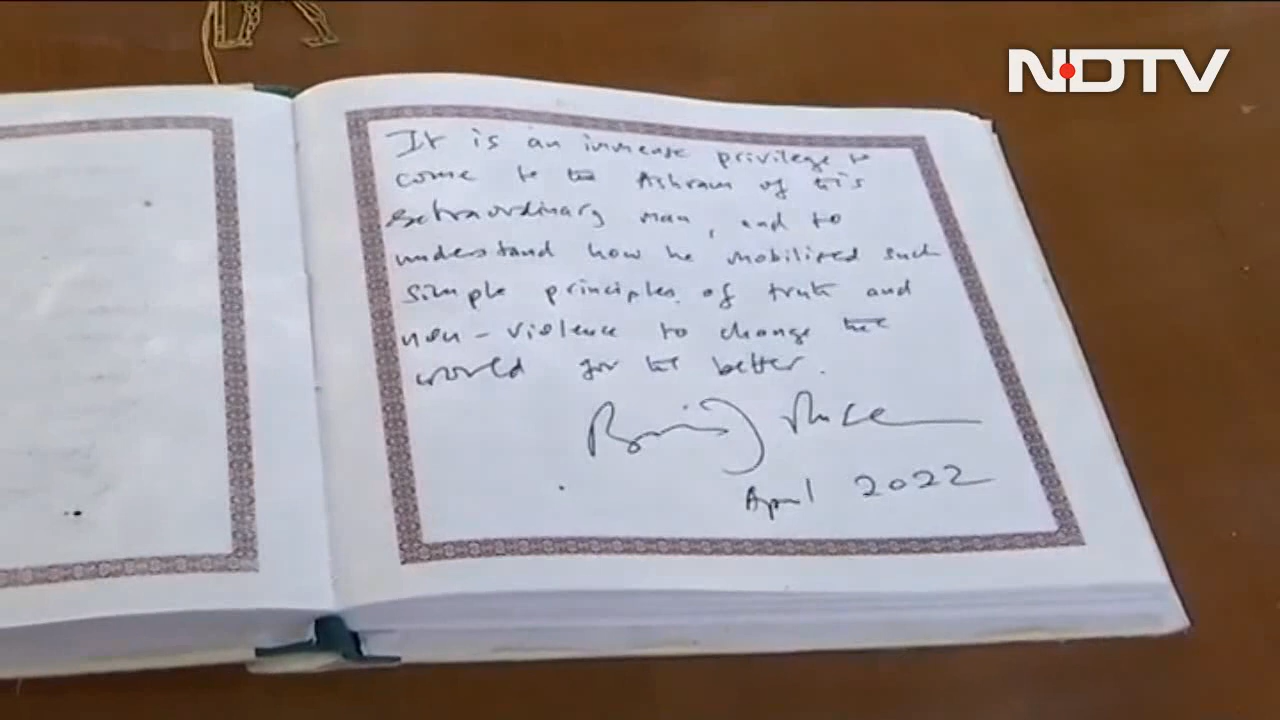 NDTV
It is an immense privilege to
come to the Ashram of this
extraordinary man, and to
understand how he mobilised such
simple principles of truth and
non-violence to change the
world for the better.
April 2022